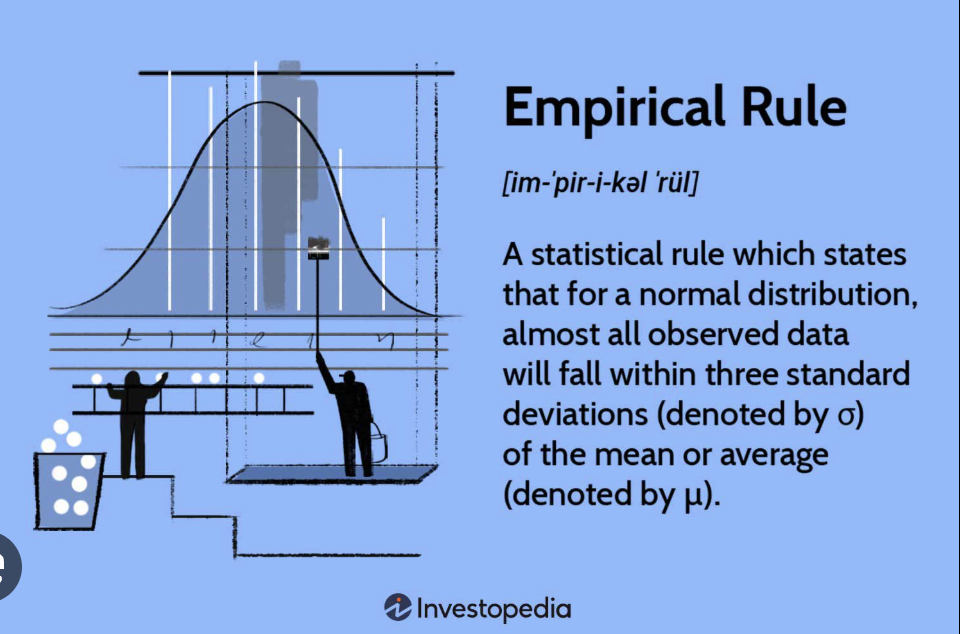 Empirical Rule
[im-ˈpir-i-kəl ˈrül]
A statistical rule which states
that for a normal distribution,
almost all observed data
will fall within three standard
deviations (denoted by σ)
of the mean or average
(denoted by μ).
Investopedia